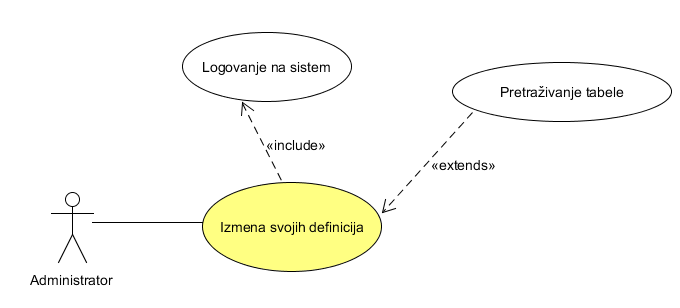 Logovanje na sistem
Pretraživanje tabele
«include»
«extends»
Izmena svojih definicija
Administrator